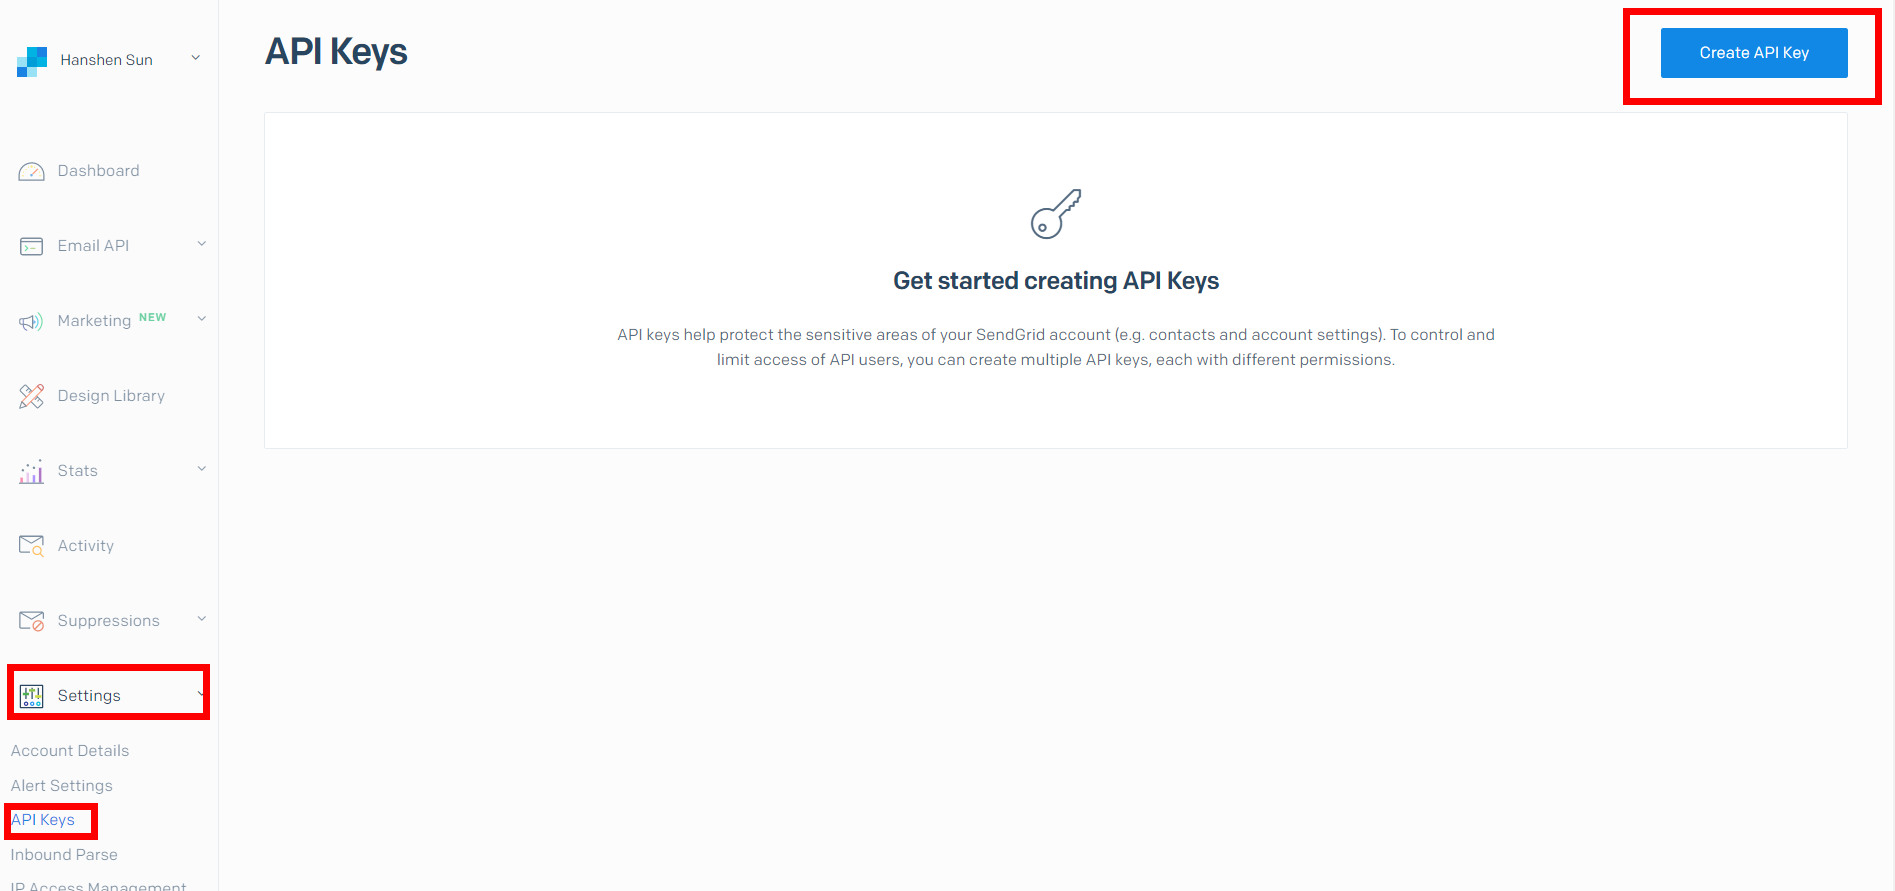 Hanshen Sun
Dashboard
Email API
Marketing NEW
Design Library
Stats
Activity
Suppressions
Settings
Account Details
Alert Settings
API Keys
Inbound Parse
IP Access Management
API Keys
Create API Key
Get started creating API Keys
API keys help protect the sensitive areas of your SendGrid account (e.g. contacts and account settings). To control and
limit access of API users, you can create multiple API keys, each with different permissions.